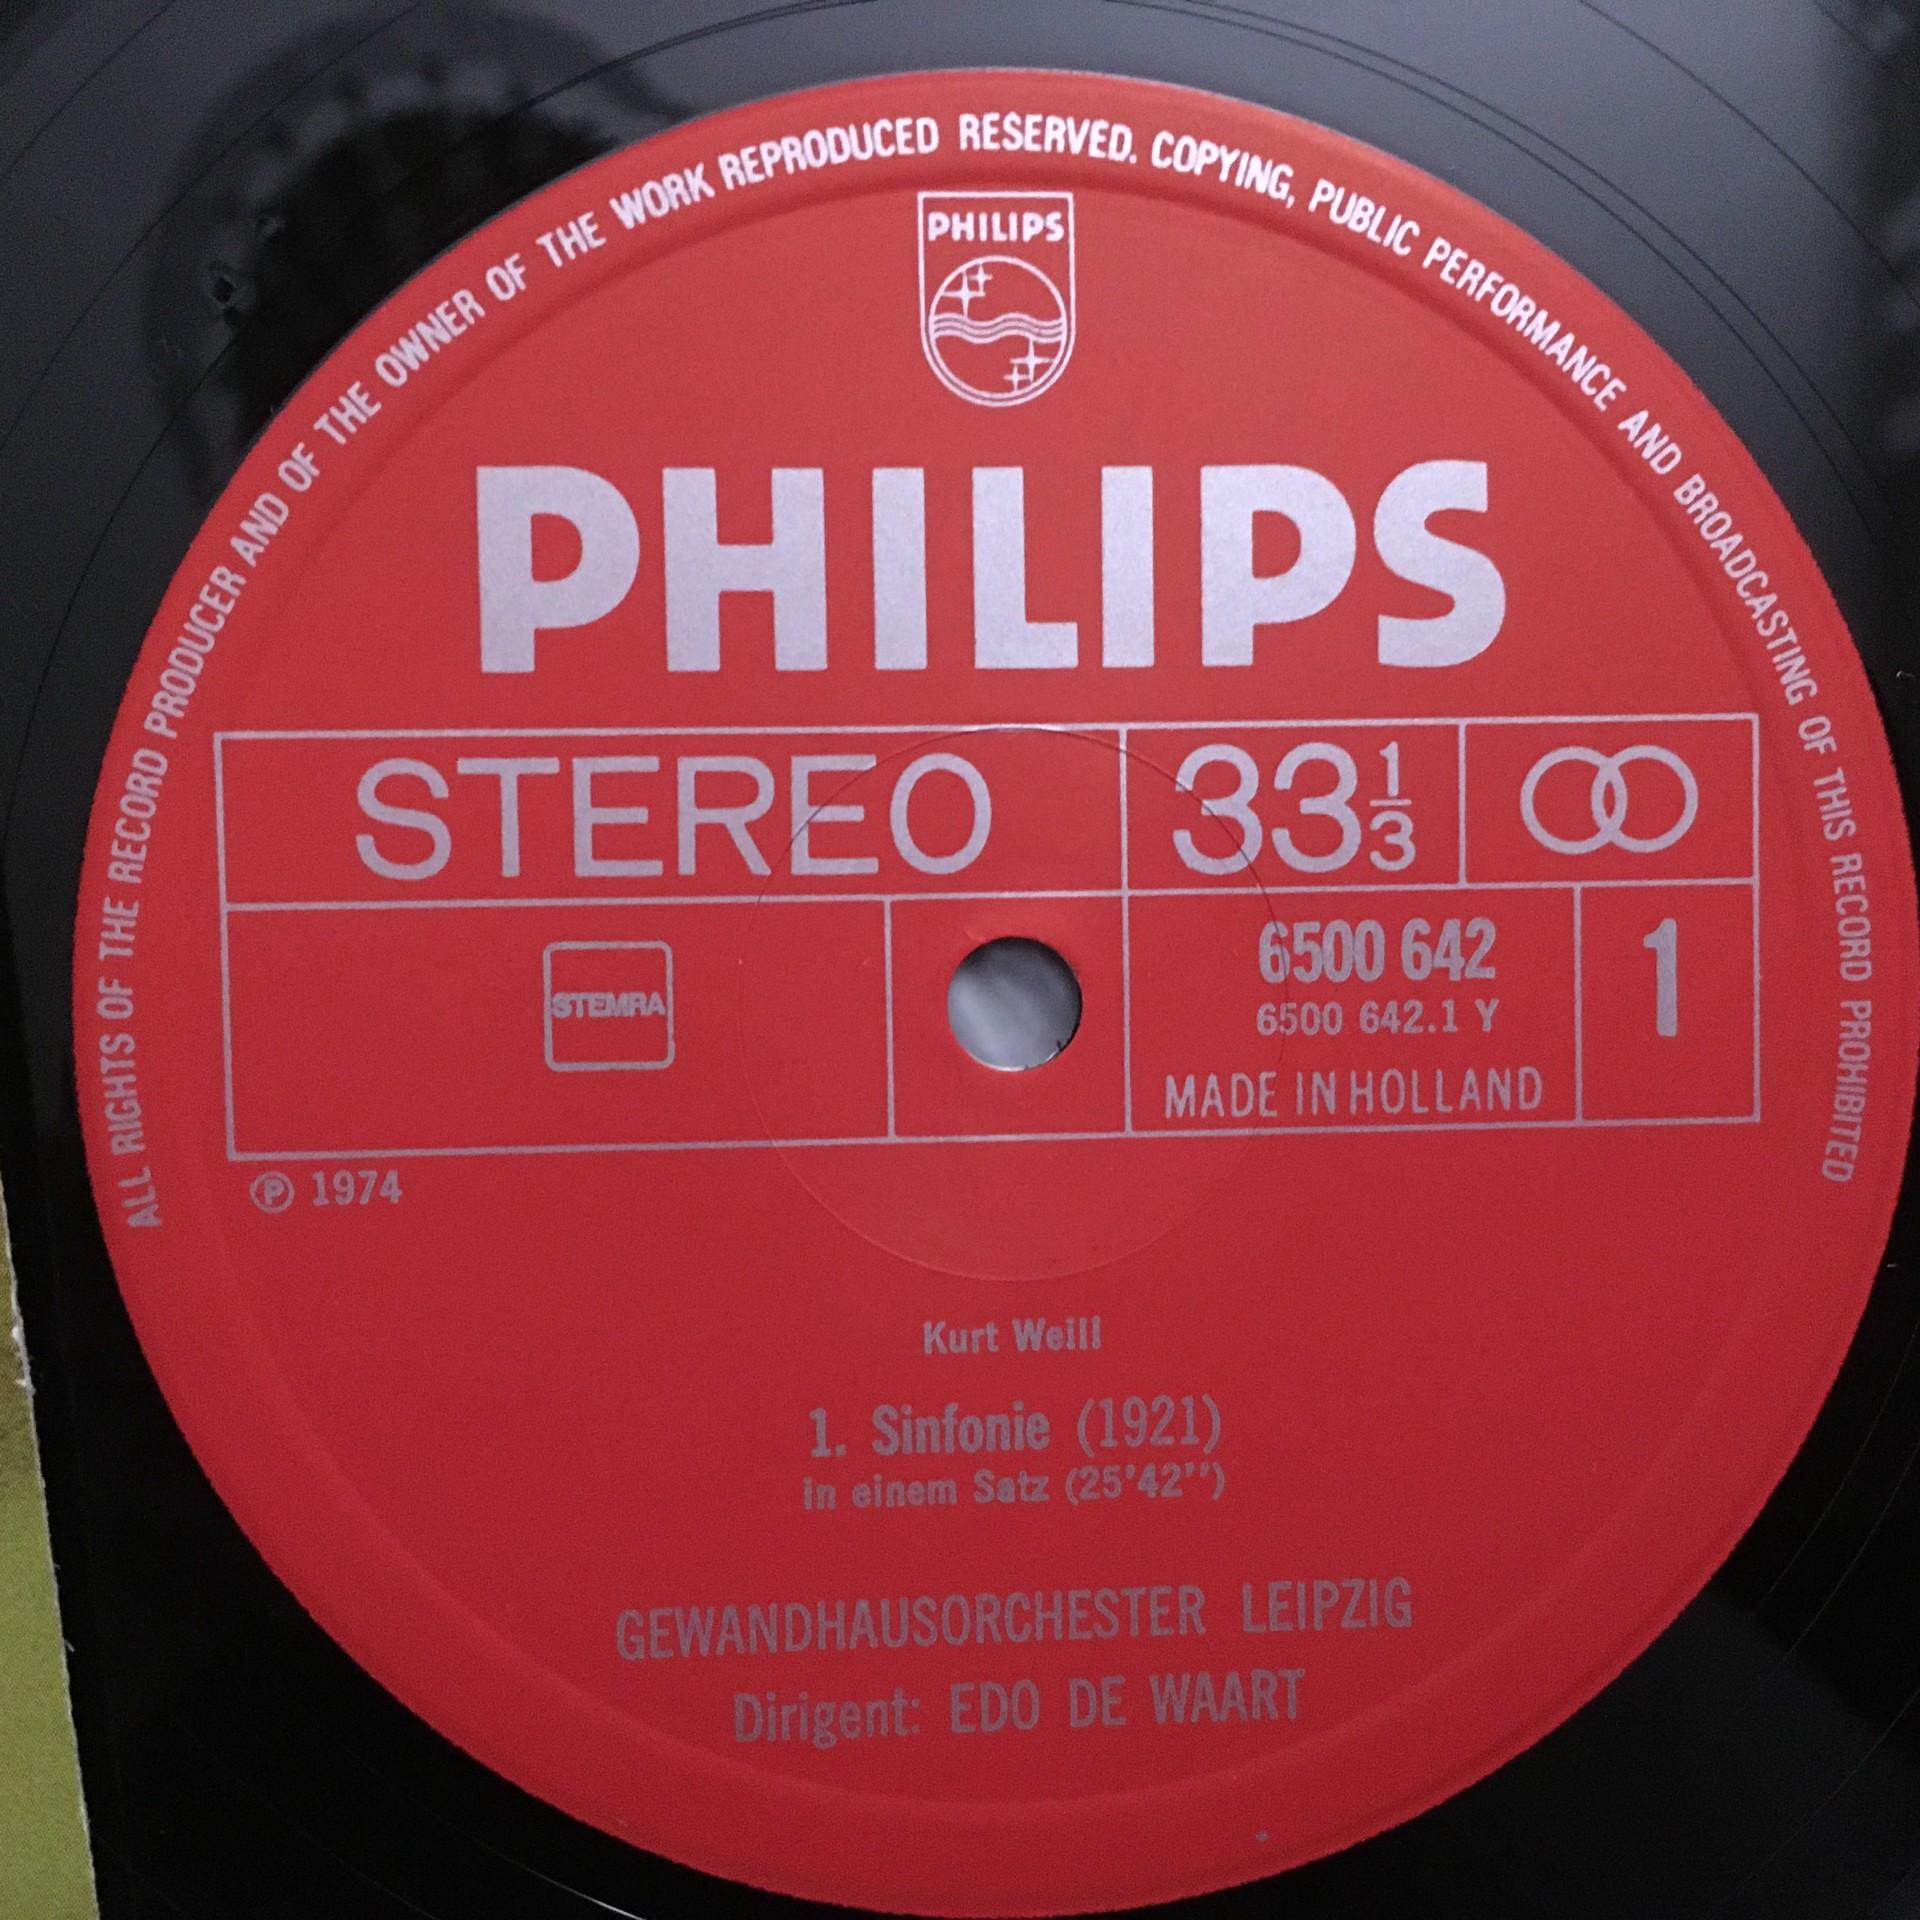 ALL RIGHTS OF THE RECORD PRODUCER AND OF THE OWNER OF THE WORK REPRODUCED RESERVED. COPYING, PUBLIC PERFORMANCE AND BROADCASTING OF THIS RECORD PROHIBITED
PHILIPS
PHILIPS
STEREO
33 1/3
STEMRA
6500 642
6500 642.1 Y
MADE IN HOLLAND
1
℗ 1974
Kurt Weill
1. Sinfonie (1921)
in einem Satz (25'42'')
GEWANDHAUSORCHESTER LEIPZIG
Dirigent: EDO DE WAART